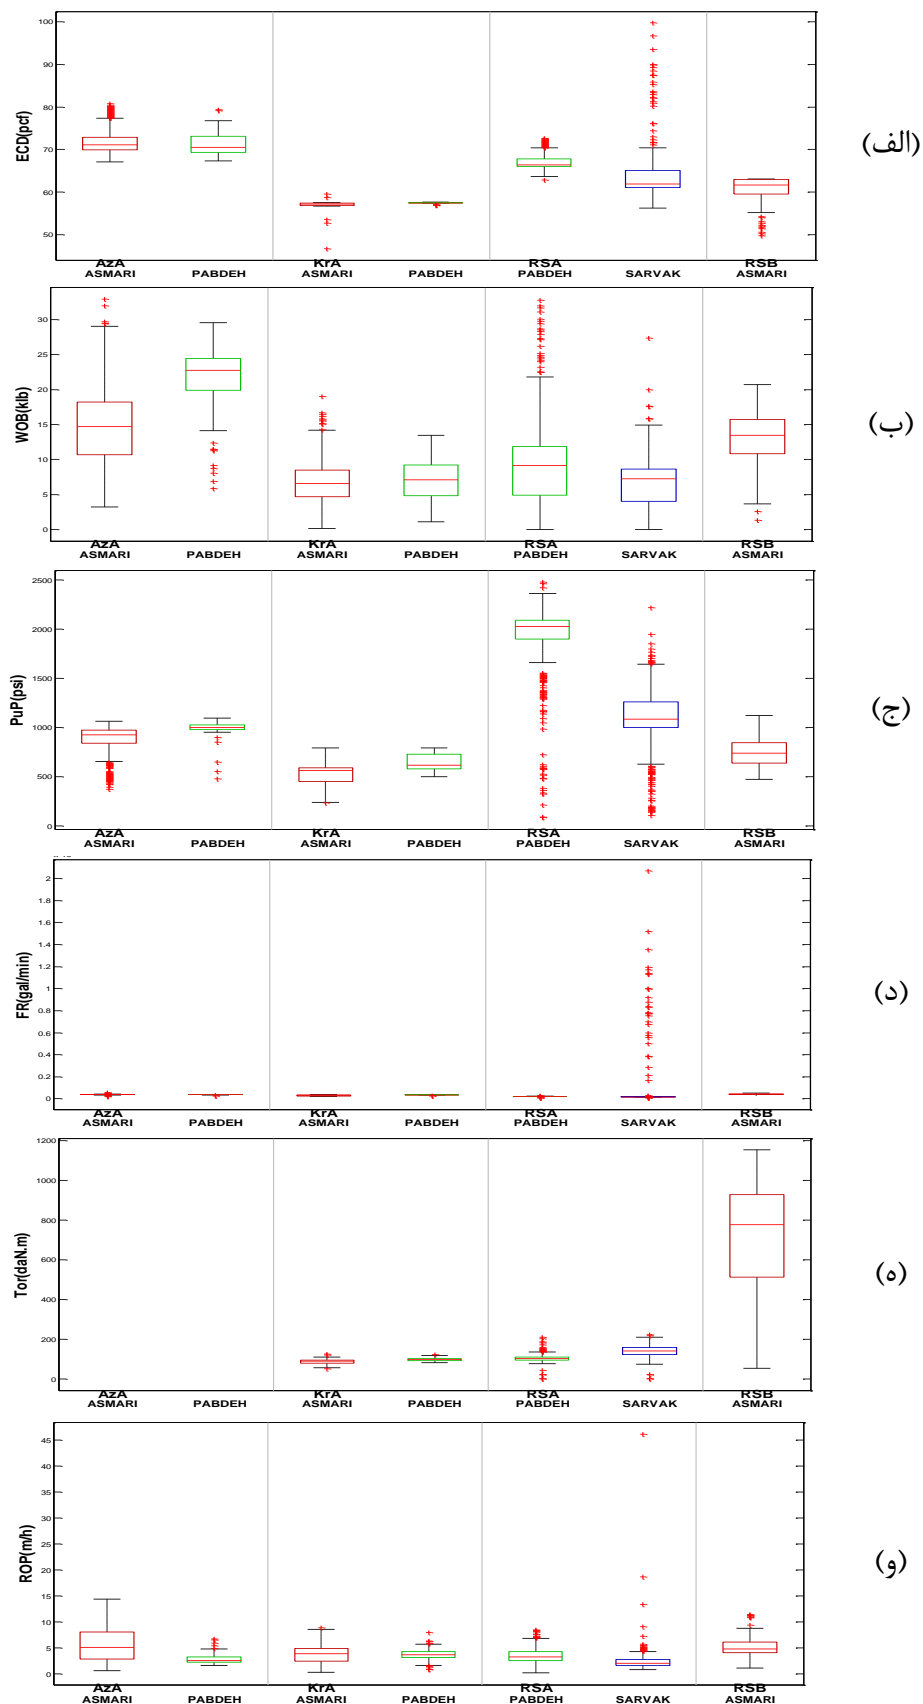 100
90
80
70
60
50
ECD(pcf)
(الف)
AzA KrA RSA RSB
ASMARI PABDEH ASMARI PABDEH PABDEH SARVAK ASMARI
30
25
20
15
10
5
0
WOB(klb)
(ب)
AzA KrA RSA RSB
ASMARI PABDEH ASMARI PABDEH PABDEH SARVAK ASMARI
2500
2000
1500
1000
500
0
PuP(psi)
(ج)
AzA KrA RSA RSB
ASMARI PABDEH ASMARI PABDEH PABDEH SARVAK ASMARI
2
1.8
1.6
1.4
1.2
1
0.8
0.6
0.4
0.2
0
FR(gal/min)
(د)
AzA KrA RSA RSB
ASMARI PABDEH ASMARI PABDEH PABDEH SARVAK ASMARI
1200
1000
800
600
400
200
0
Tor(daN.m)
(ه)
AzA KrA RSA RSB
ASMARI PABDEH ASMARI PABDEH PABDEH SARVAK ASMARI
45
40
35
30
25
20
15
10
5
0
ROP(m/h)
(و)
AzA KrA RSA RSB
ASMARI PABDEH ASMARI PABDEH PABDEH SARVAK ASMARI